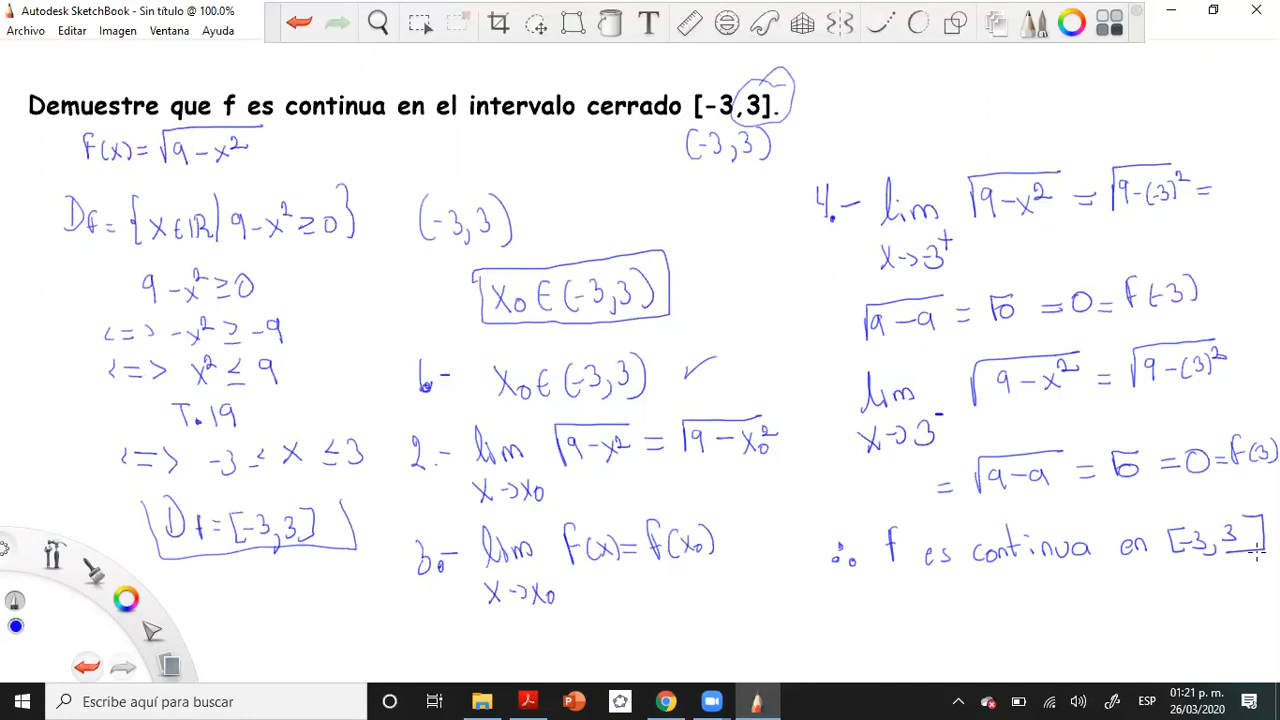 Autodesk SketchBook - Sin título @ 100.0%
Archivo Editar Imagen Ventana Ayuda
Demuestre que f es continua en el intervalo cerrado [-3,3].
f(x)=√9-x²
(-3,3)
Df={x∈ℝ|9-x²≥0}
9-x²≥0
<=> -x²≥-9
<=> x²≤9
T.19
<=> -3≤x≤3
Df=[-3,3]
(-3,3)
x₀∈(-3,3)
1.- x₀∈(-3,3) ✓
2.- lim √9-x² = √9-x₀²
x→x₀
3.- lim f(x)=f(x₀)
x→x₀
4.- lim √9-x² = √9-(-3)² =
x→-3⁺
√9-9 = √0 =0=f(-3)
lim √9-x² = √9-(3)²
x→3⁻
= √9-9 = √0 =0=f(3)
∴ f es continua en [-3,3]
Escribe aquí para buscar
ESP
01:21 p. m.
26/03/2020